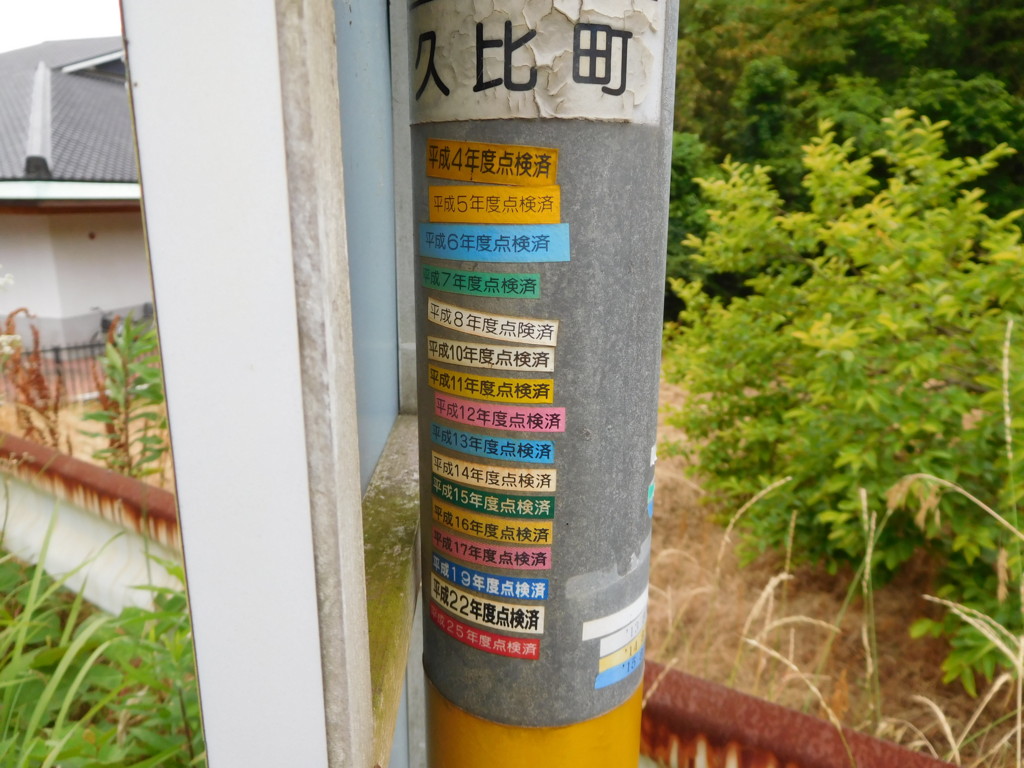 久比町
平成4年度点検済
平成5年度点検済
平成6年度点検済
平成7年度点検済
平成8年度点険済
平成10年度点検済
平成11年度点検済
平成12年度点検済
平成13年度点検済
平成14年度点検済
平成15年度点検済
平成16年度点検済
平成17年度点検済
平成19年度点検済
平成22年度点検済
平成25年度点検済
'13
'14
'15